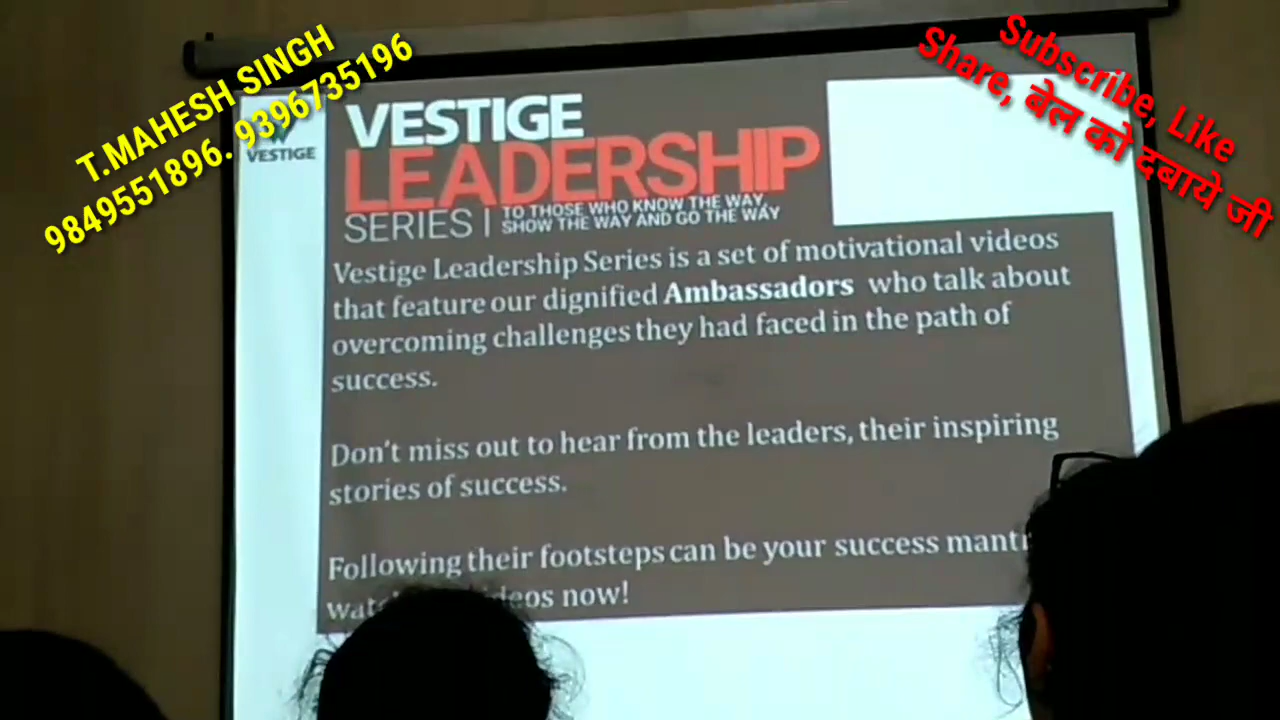 T.MAHESH SINGH
9849551896. 9396735196
Subscribe, Like
Share, बेल को दबाये जी
VESTIGE
VESTIGE
LEADERSHIP
SERIES | TO THOSE WHO KNOW THE WAY,
SHOW THE WAY AND GO THE WAY
Vestige Leadership Series is a set of motivational videos
that feature our dignified Ambassadors who talk about
overcoming challenges they had faced in the path of
success.
Don't miss out to hear from the leaders, their inspiring
stories of success.
Following their footsteps can be your success
now!